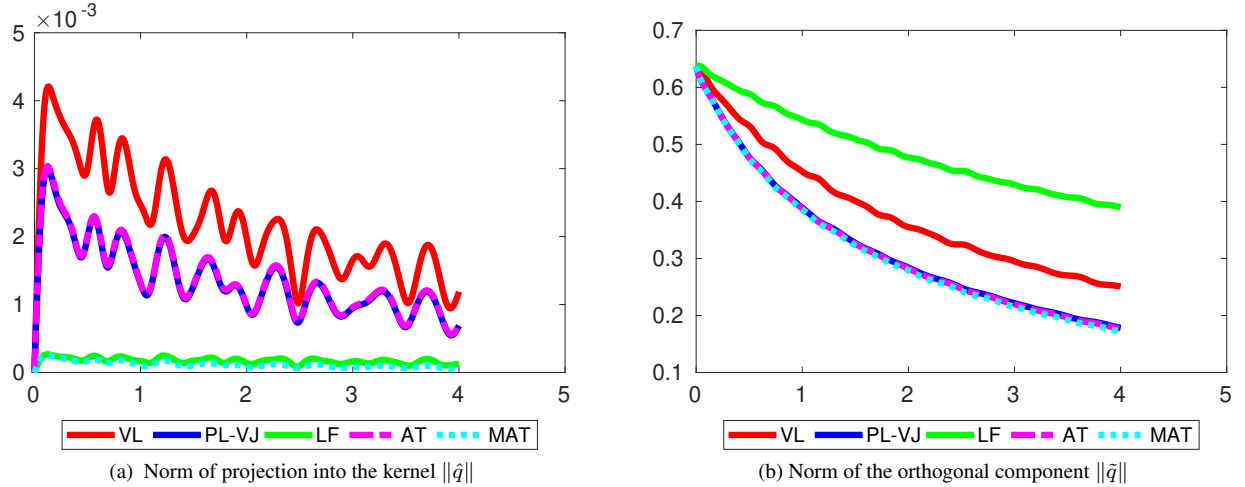 ×10⁻³
5
4
3
2
1
0
0 1 2 3 4 5
VL PL-VJ LF AT MAT
(a) Norm of projection into the kernel ‖q̂‖
0.7
0.6
0.5
0.4
0.3
0.2
0.1
0 1 2 3 4 5
VL PL-VJ LF AT MAT
(b) Norm of the orthogonal component ‖q̃‖